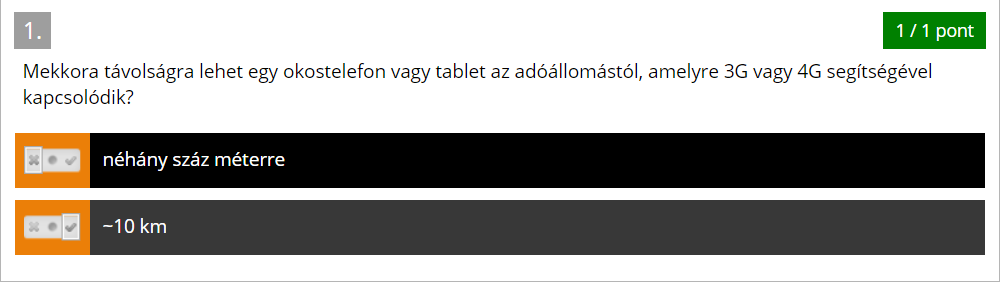 1.
1 / 1 pont
Mekkora távolságra lehet egy okostelefon vagy tablet az adóállomástól, amelyre 3G vagy 4G segítségével
kapcsolódik?
néhány száz méterre
~10 km